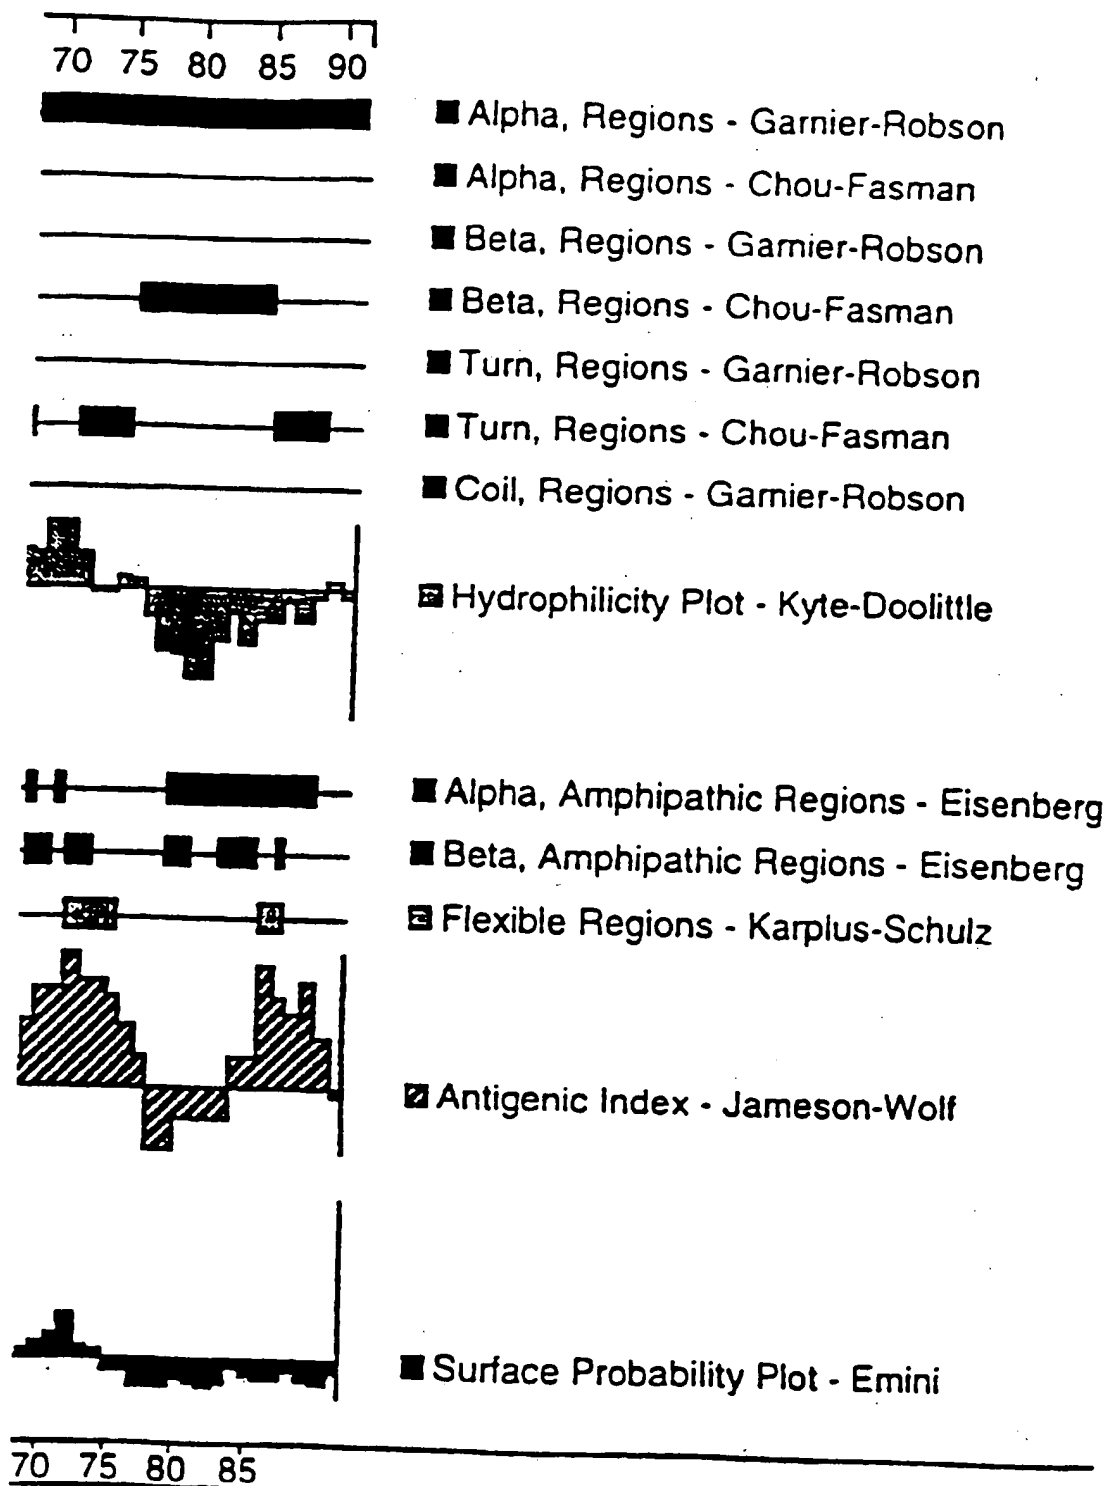 70 75 80 85 90
Alpha, Regions - Garnier-Robson
Alpha, Regions - Chou-Fasman
Beta, Regions - Garnier-Robson
Beta, Regions - Chou-Fasman
Turn, Regions - Garnier-Robson
Turn, Regions - Chou-Fasman
Coil, Regions - Garnier-Robson
Hydrophilicity Plot - Kyte-Doolittle
Alpha, Amphipathic Regions - Eisenberg
Beta, Amphipathic Regions - Eisenberg
Flexible Regions - Karplus-Schulz
Antigenic Index - Jameson-Wolf
Surface Probability Plot - Emini
70 75 80 85